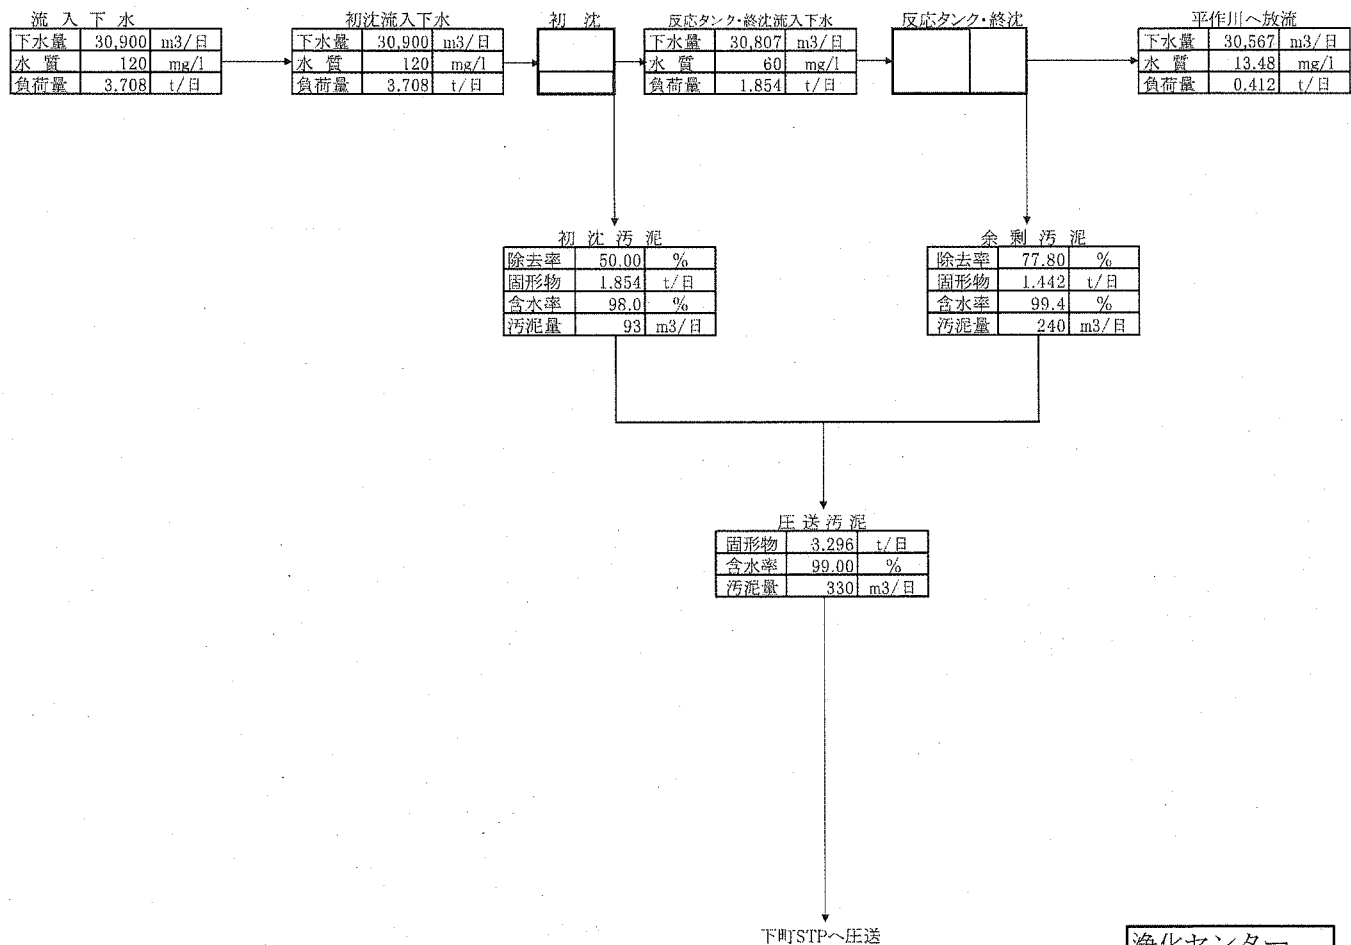 流入下水
下水量 30,900 m3/日
水質 120 mg/l
負荷量 3.708 t/日
初沈流入下水
下水量 30,900 m3/日
水質 120 mg/l
負荷量 3.708 t/日
初沈
反応タンク・終沈流入下水
下水量 30,807 m3/日
水質 60 mg/l
負荷量 1.854 t/日
反応タンク・終沈
平作川へ放流
下水量 30,567 m3/日
水質 13.48 mg/l
負荷量 0.412 t/日
初沈汚泥
除去率 50.00 %
固形物 1.854 t/日
含水率 98.0 %
汚泥量 93 m3/日
余剰汚泥
除去率 77.80 %
固形物 1.442 t/日
含水率 99.4 %
汚泥量 240 m3/日
圧送汚泥
固形物 3.296 t/日
含水率 99.00 %
汚泥量 330 m3/日
下町STPへ圧送
浄化センター